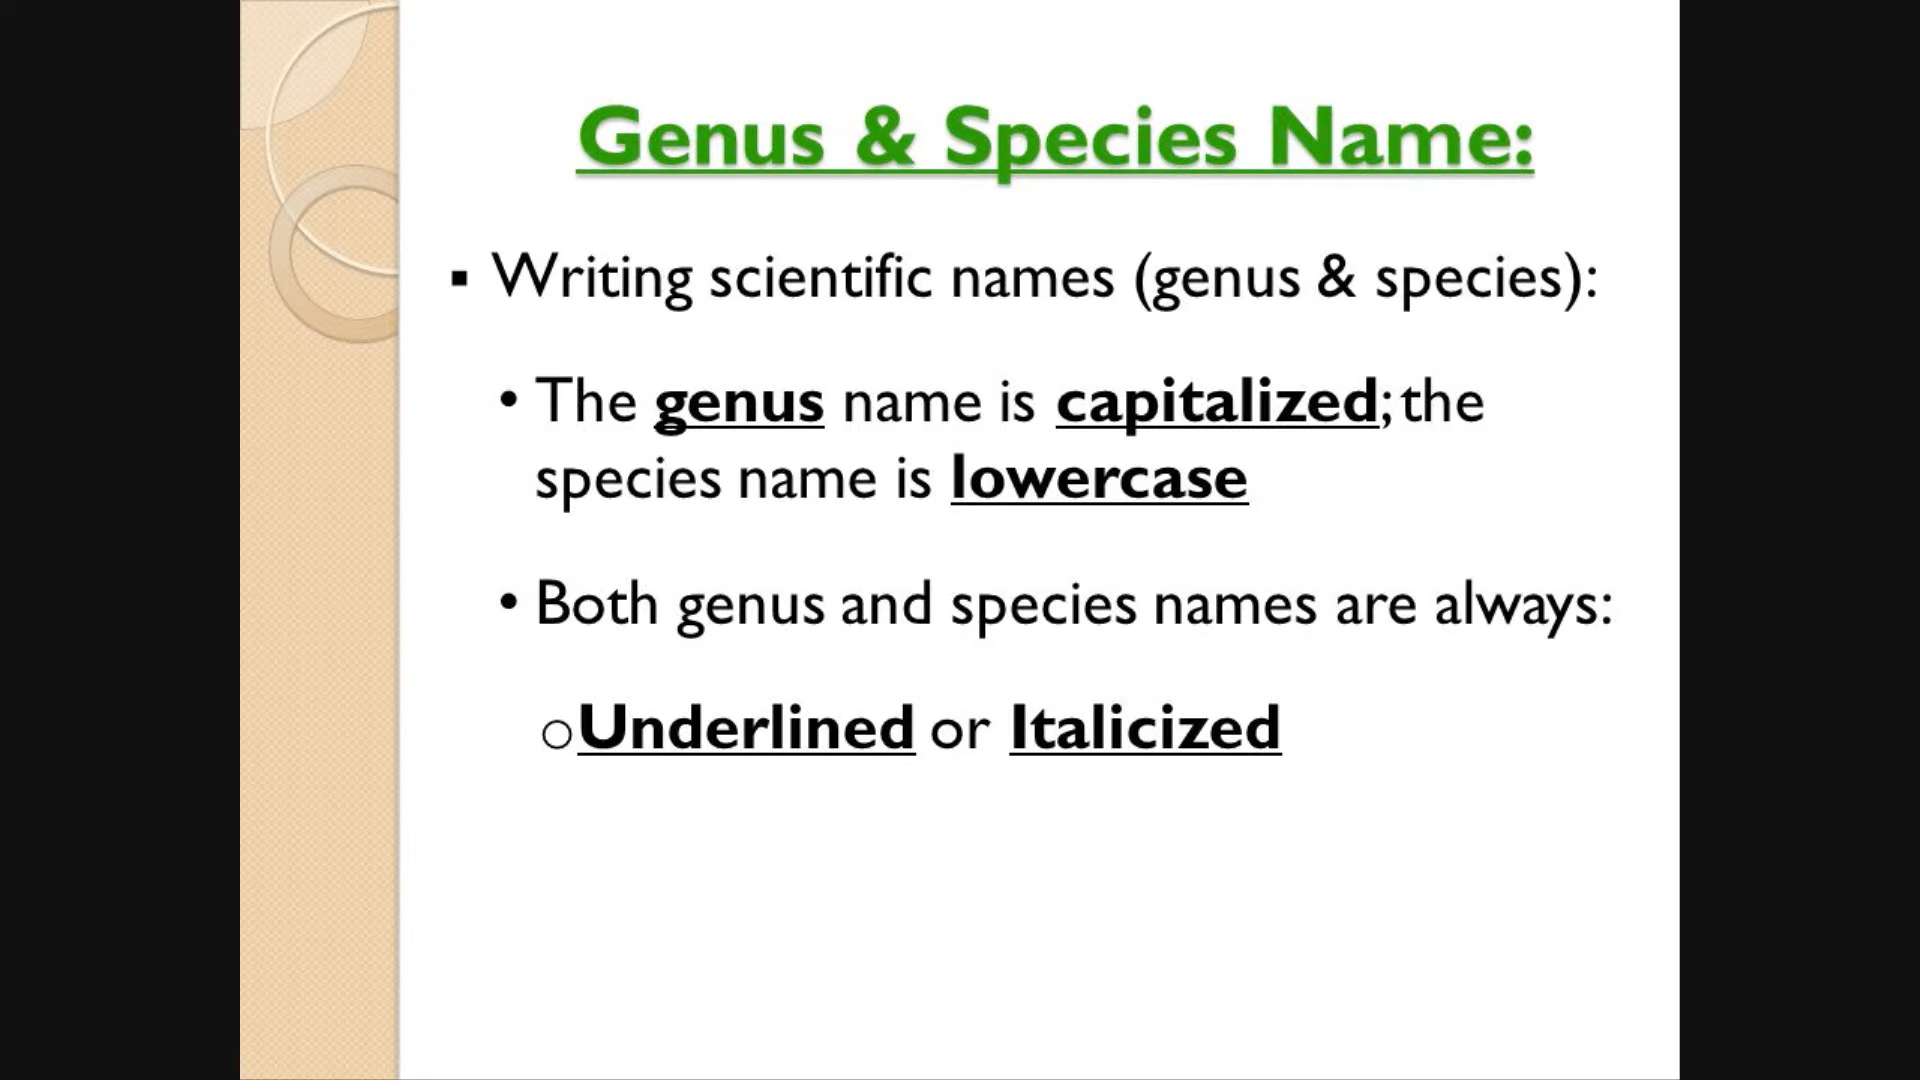 Genus & Species Name:
▪ Writing scientific names (genus & species):
• The genus name is capitalized; the
species name is lowercase
• Both genus and species names are always:
o Underlined or Italicized